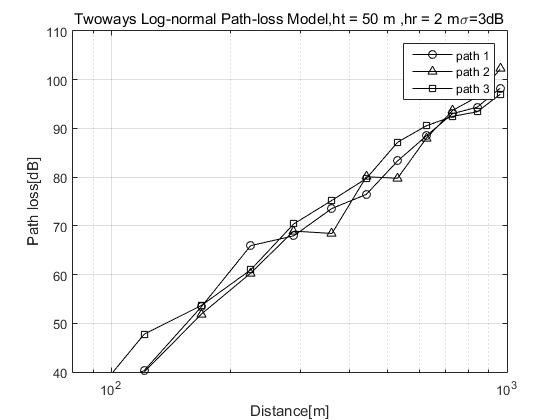 Twoways Log-normal Path-loss Model,ht = 50 m ,hr = 2 mσ=3dB
110
100
90
80
70
60
50
40
Path loss[dB]
path 1
path 2
path 3
10²
10³
Distance[m]